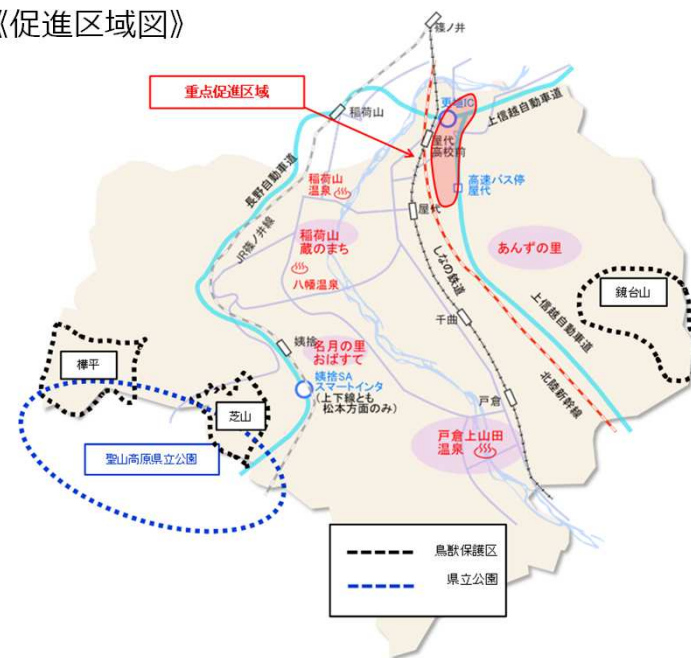 《促進区域図》
篠ノ井
重点促進区域
稲荷山
更埴IC
上信越自動車道
屋代
高校前
長野自動車道
稲荷山
温泉
高速バス停
屋代
屋代
JR篠ノ井線
稲荷山
蔵のまち
しなの鉄道
あんずの里
八幡温泉
鏡台山
千曲
上信越自動車道
姨捨
名月の里
おばすて
樺平
姨捨SA
スマートインタ
(上下線とも
松本方面のみ)
北陸新幹線
戸倉
芝山
戸倉上山田
温泉
聖山高原県立公園
鳥獣保護区
県立公園